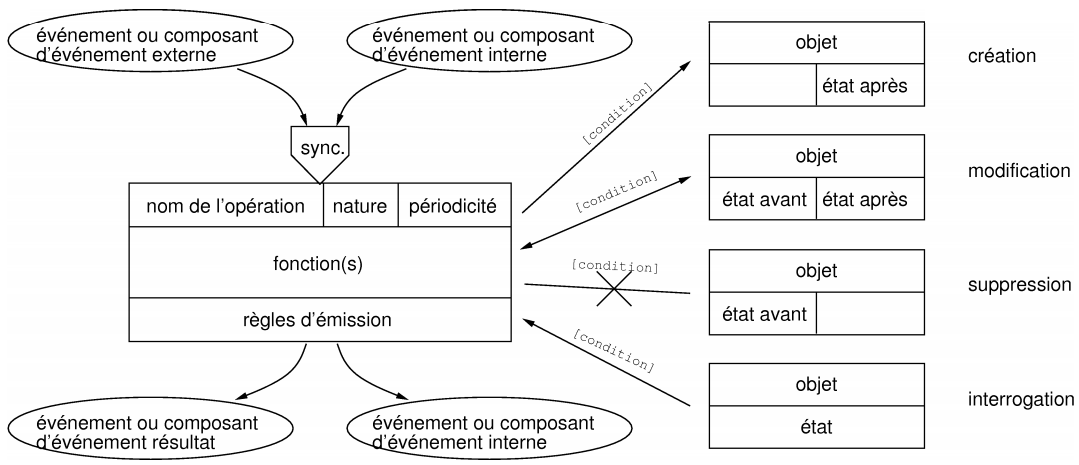 événement ou composant
d'événement externe
événement ou composant
d'événement interne
sync.
nom de l'opération nature périodicité
fonction(s)
règles d'émission
événement ou composant
d'événement résultat
événement ou composant
d'événement interne
[condition]
objet
état après
création
[condition]
objet
état avant état après
modification
[condition]
objet
état avant
suppression
[condition]
objet
état
interrogation